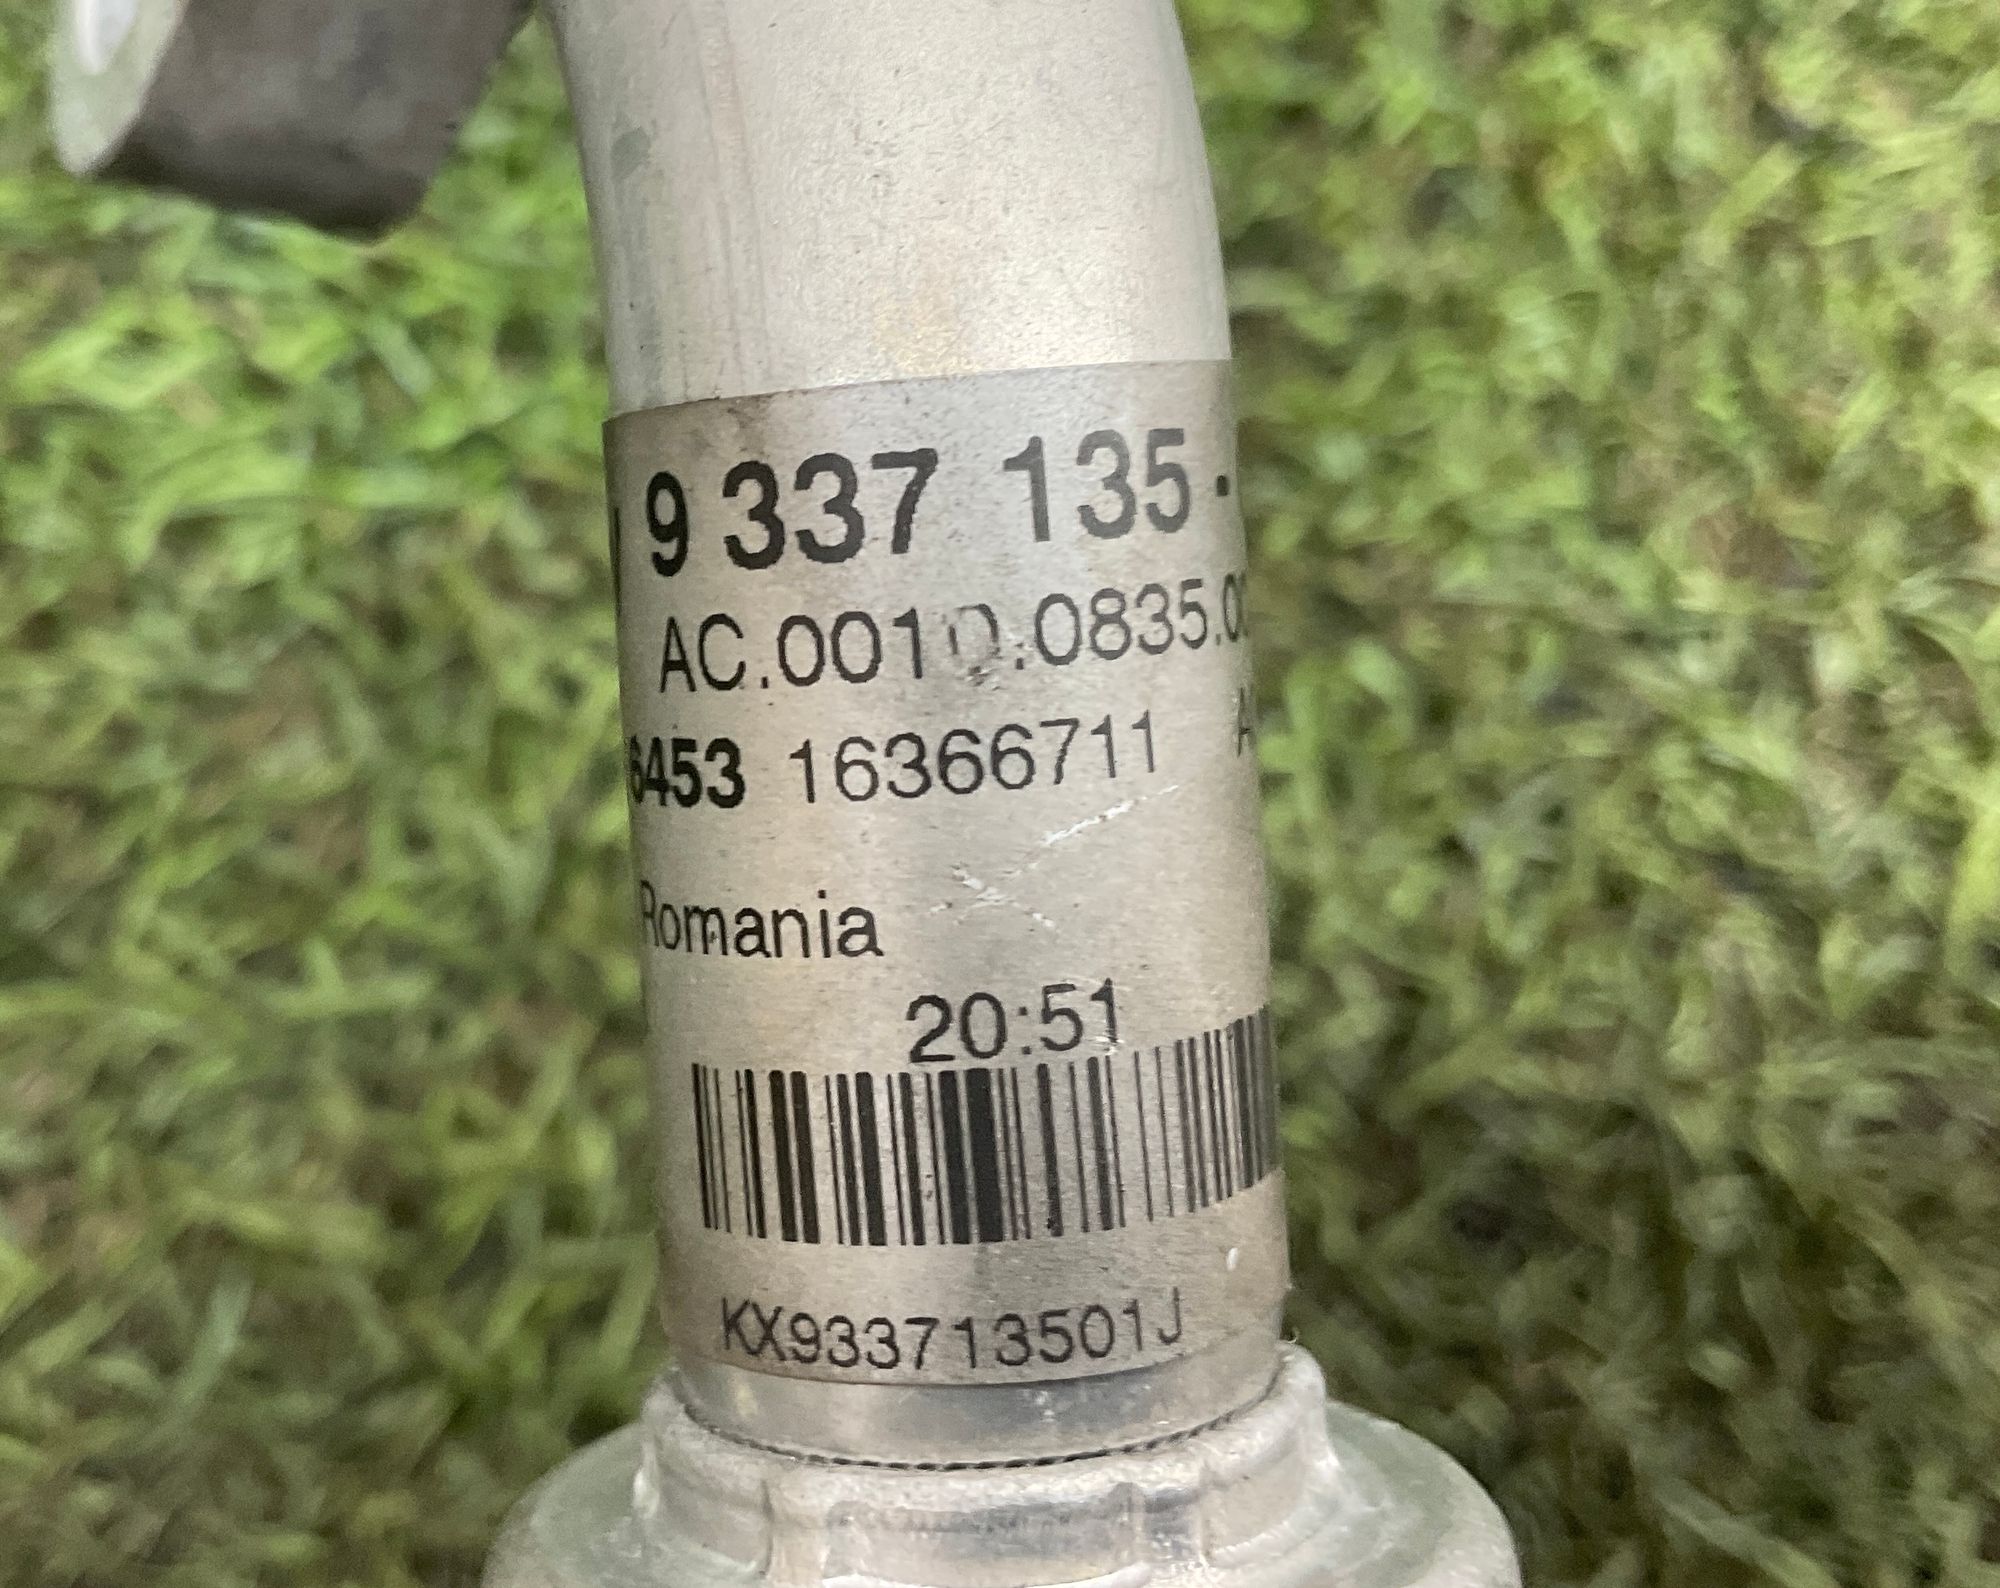 9 337 135-
AC.0010.0835.0
6453 16366711 A
Romania
20:51
KX933713501J